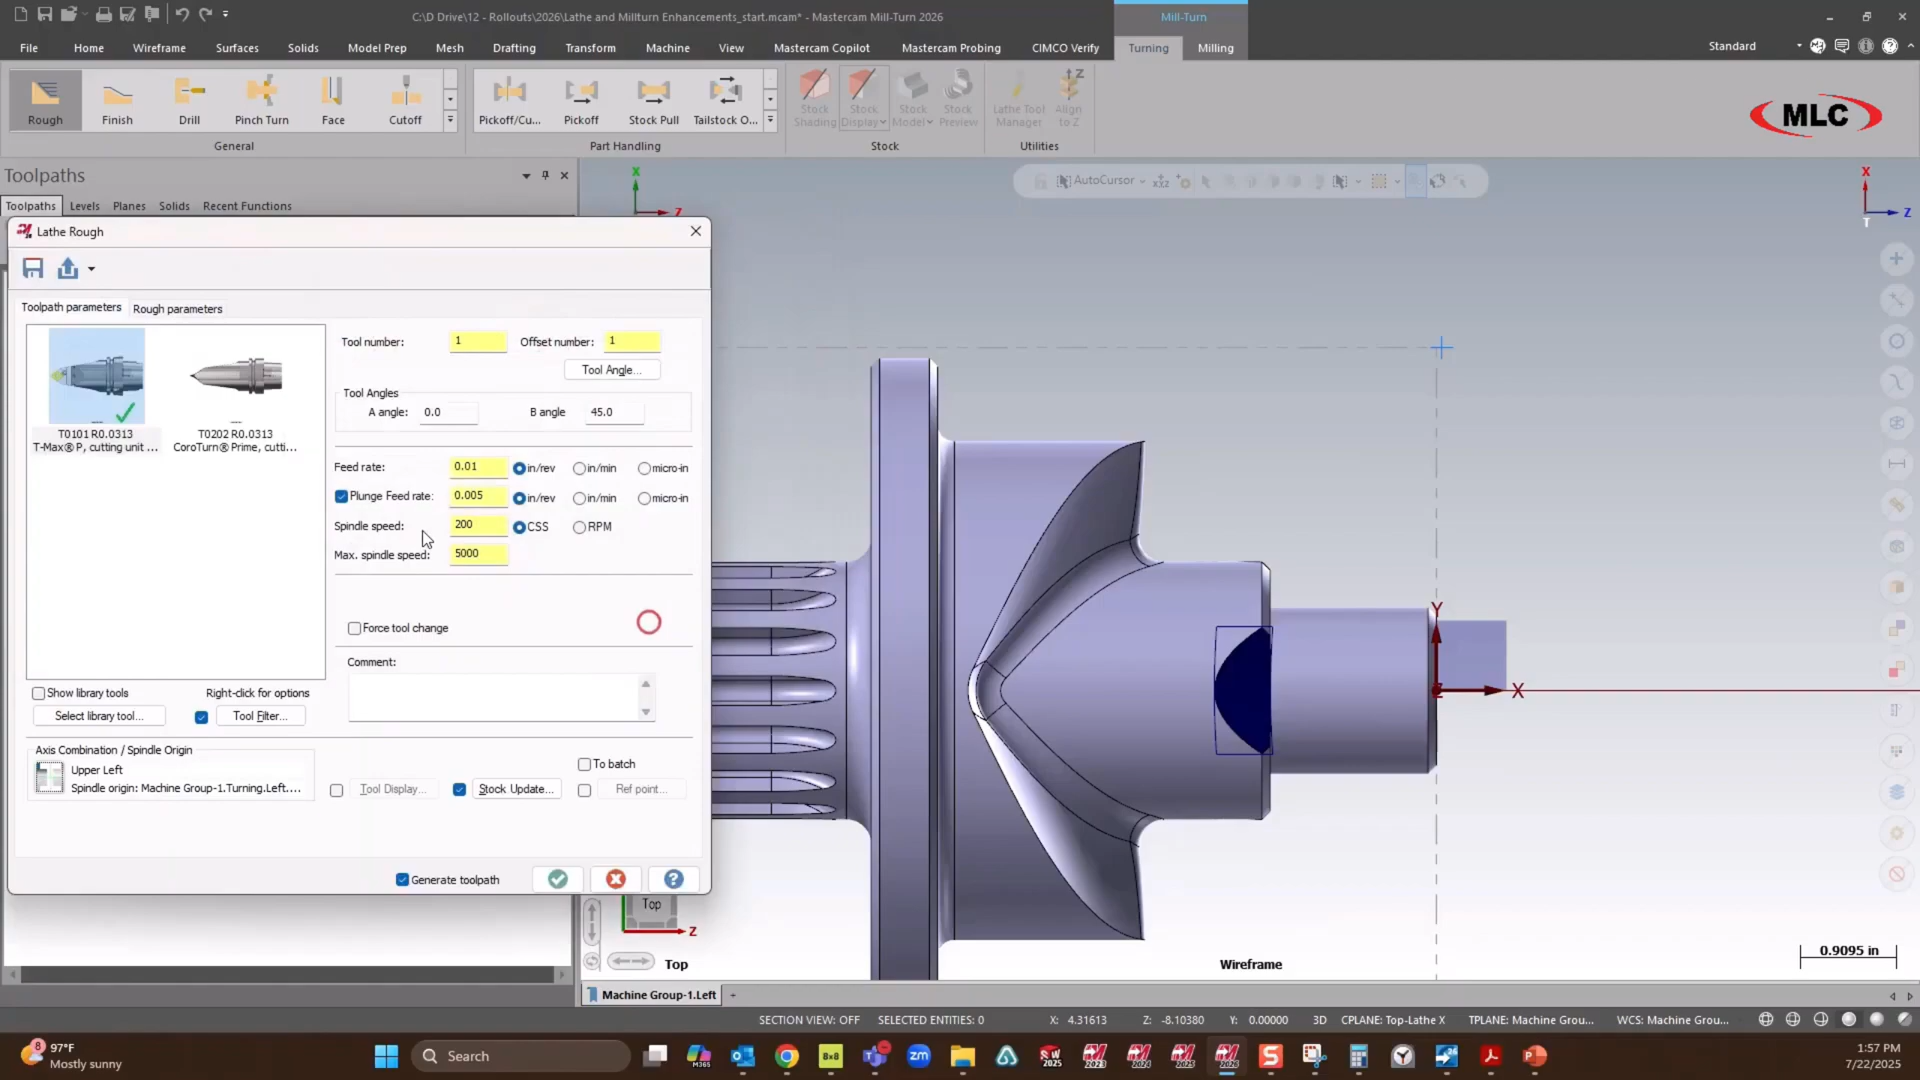 C:\D Drive\12 - Rollouts\2026\Lathe and Millturn Enhancements_start.mcam* - Mastercam Mill-Turn 2026
Mill-Turn
File Home Wireframe Surfaces Solids Model Prep Mesh Drafting Transform Machine View Mastercam Copilot Mastercam Probing CIMCO Verify Turning Milling
Standard
Rough Finish Drill Pinch Turn Face Cutoff
Pickoff/Cu... Pickoff Stock Pull Tailstock O...
Stock Shading Stock Display Stock Model Stock Preview
Lathe Tool Manager Align to Z
General Part Handling Stock Utilities
MLC
Toolpaths
Toolpaths Levels Planes Solids Recent Functions
AutoCursor
X
Z
X
Z
T
Lathe Rough
Toolpath parameters Rough parameters
T0101 R0.0313
T-Max® P, cutting unit ...
T0202 R0.0313
CoroTurn® Prime, cutti...
Tool number: 1 Offset number: 1
Tool Angle...
Tool Angles
A angle: 0.0 B angle 45.0
Feed rate: 0.01 in/rev in/min micro-in
Plunge Feed rate: 0.005 in/rev in/min micro-in
Spindle speed: 200 CSS RPM
Max. spindle speed: 5000
Force tool change
Comment:
Show library tools Right-click for options
Select library tool... Tool Filter...
Axis Combination / Spindle Origin
Upper Left
Spindle origin: Machine Group-1.Turning.Left....
To batch
Tool Display... Stock Update... Ref point...
Generate toolpath
Y
Z X
Top
Z
Top
Wireframe
0.9095 in
Machine Group-1.Left
SECTION VIEW: OFF SELECTED ENTITIES: 0 X: 4.31613 Z: -8.10380 Y: 0.00000 3D CPLANE: Top-Lathe X TPLANE: Machine Grou... WCS: Machine Grou...
8
97°F
Mostly sunny
Search
M365
8x8
zm
SW
2025
2023
2024
2025
2026
1:57 PM
7/22/2025